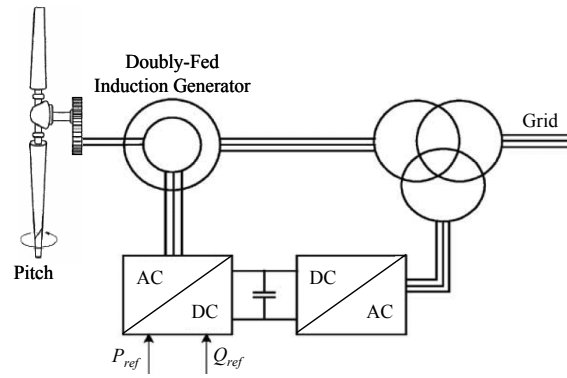 Doubly-Fed
Induction Generator
Grid
Pitch
AC
DC
DC
AC
Pref
Qref